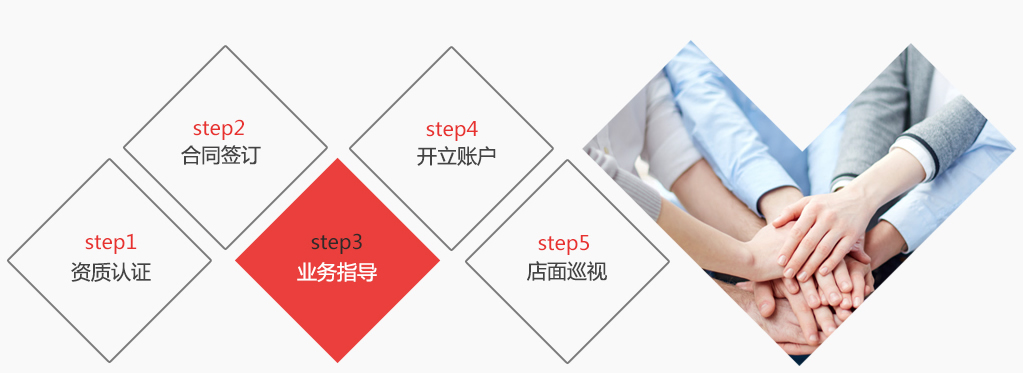 step1
资质认证
step2
合同签订
step3
业务指导
step4
开立账户
step5
店面巡视